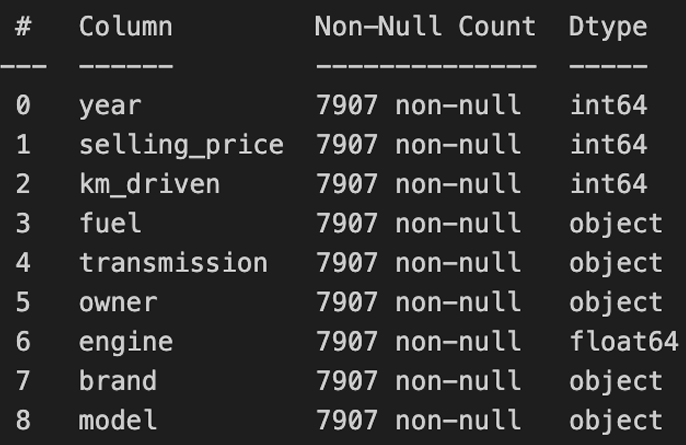 #   Column         Non-Null Count  Dtype
---  ------         --------------  -----
0   year           7907 non-null   int64
1   selling_price  7907 non-null   int64
2   km_driven      7907 non-null   int64
3   fuel           7907 non-null   object
4   transmission   7907 non-null   object
5   owner          7907 non-null   object
6   engine         7907 non-null   float64
7   brand          7907 non-null   object
8   model          7907 non-null   object